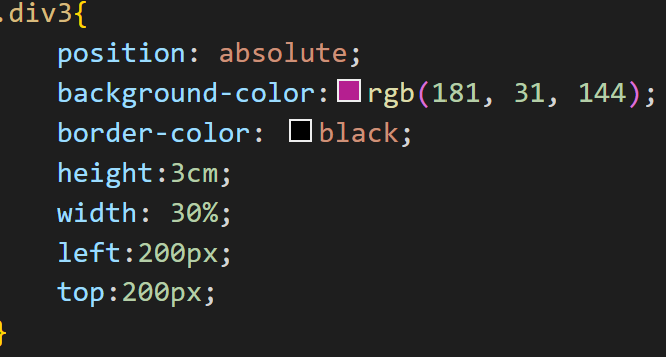 .div3{
    position: absolute;
    background-color:rgb(181, 31, 144);
    border-color: black;
    height:3cm;
    width: 30%;
    left:200px;
    top:200px;
}